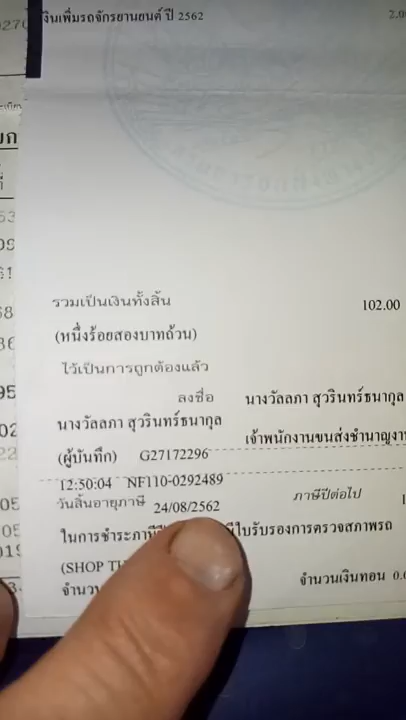 เงินเพิ่มรถจักรยานยนต์ ปี 2562 2.0
รวมเป็นเงินทั้งสิ้น 102.00
(หนึ่งร้อยสองบาทถ้วน)
ไว้เป็นการถูกต้องแล้ว
ลงชื่อ นางวัลลภา สุวรินทร์ธนากุล
นางวัลลภา สุวรินทร์ธนากุล
เจ้าพนักงานขนส่งชำนาญงาน
(ผู้บันทึก) G27172296
12:50:04 NF110-0292489
วันสิ้นอายุภาษี 24/08/2562 ภาษีปีต่อไป 1
ในการชำระภาษี มีใบรับรองการตรวจสภาพรถ
(SHOP TH
จำนวน จำนวนเงินทอน 0.0